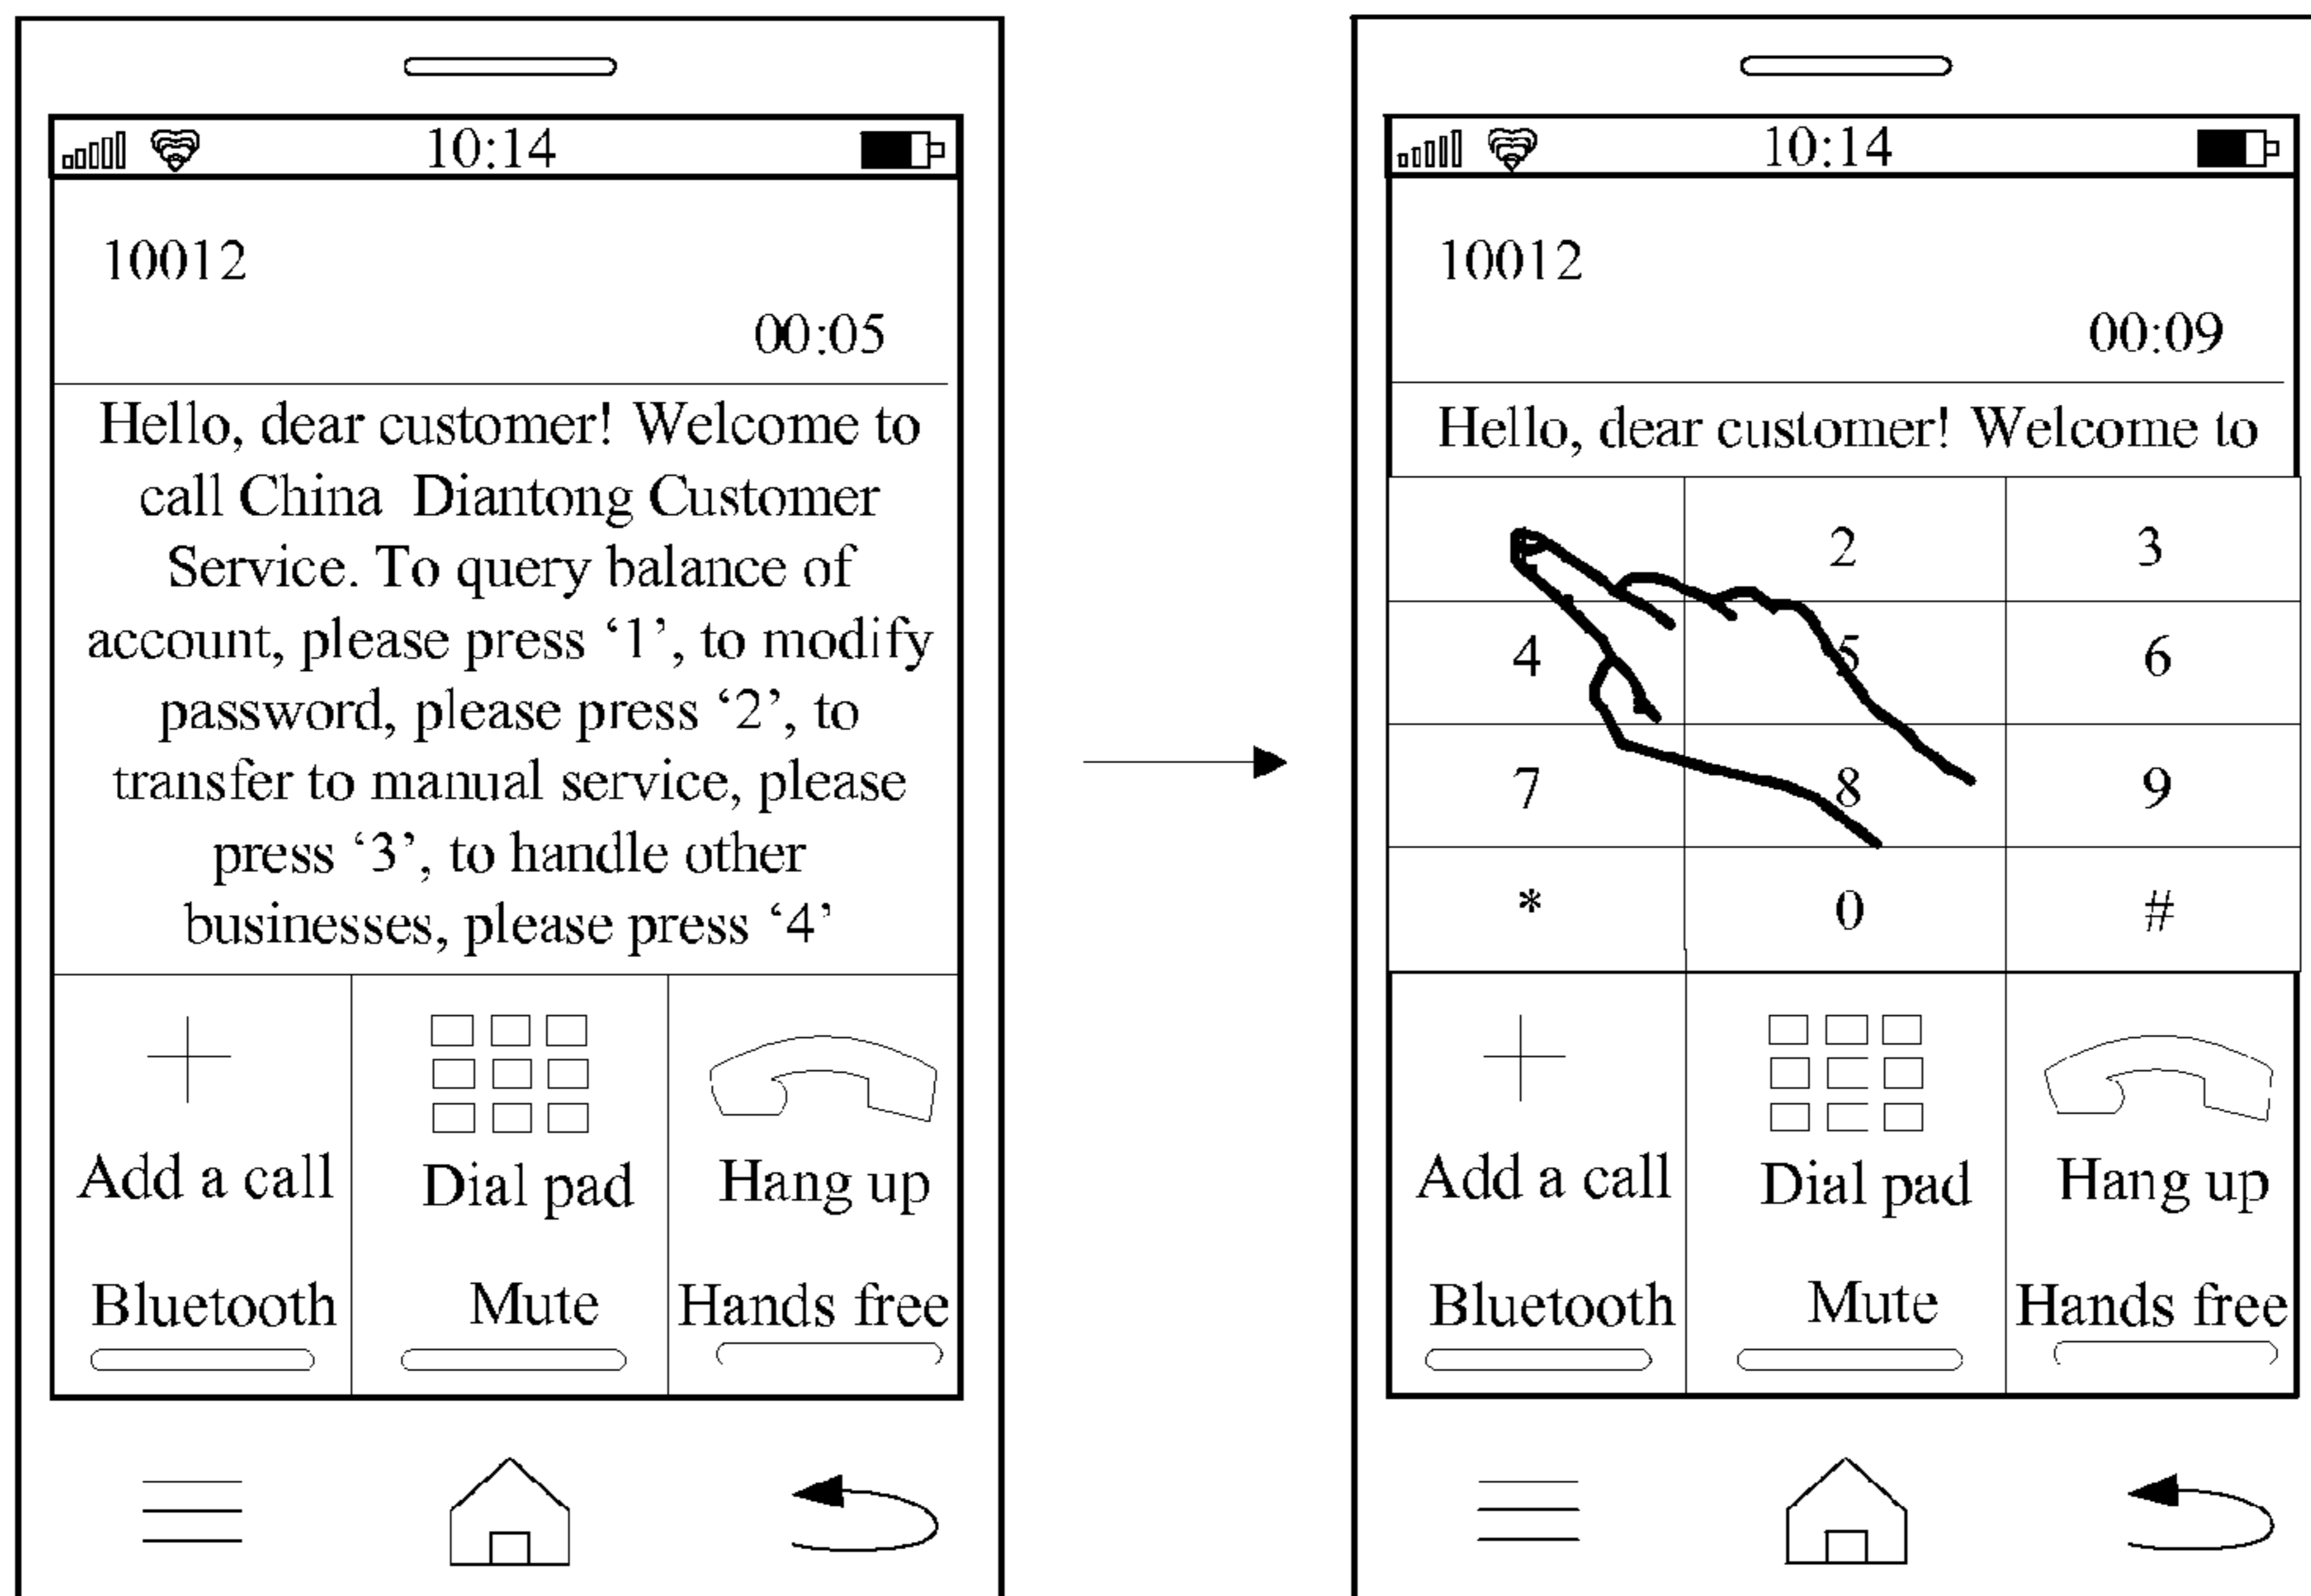 10:14
10012
00:05
Hello, dear customer! Welcome to
call China Diantong Customer
Service. To query balance of
account, please press ‘1’, to modify
password, please press ‘2’, to
transfer to manual service, please
press ‘3’, to handle other
businesses, please press ‘4’
Add a call
Dial pad
Hang up
Bluetooth
Mute
Hands free
10:14
10012
00:09
Hello, dear customer! Welcome to
2
3
4
5
6
7
8
9
*
0
#
Add a call
Dial pad
Hang up
Bluetooth
Mute
Hands free